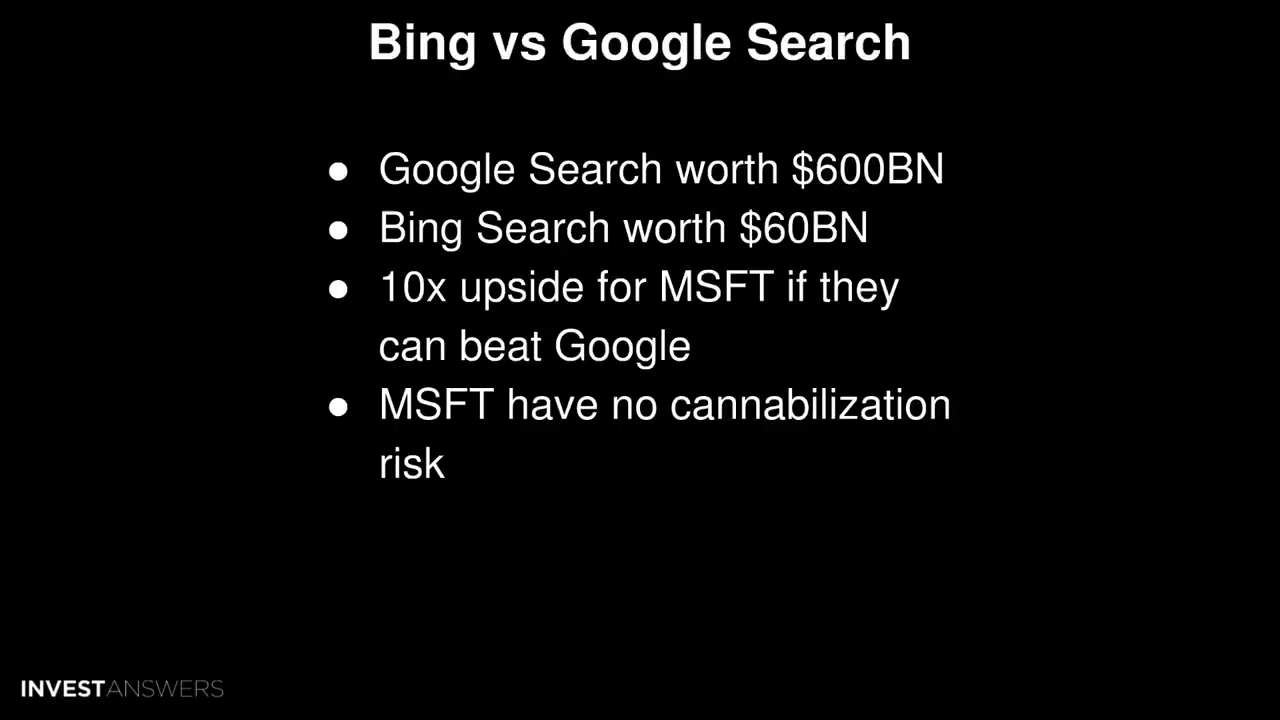 Bing vs Google Search
● Google Search worth $600BN
● Bing Search worth $60BN
● 10x upside for MSFT if they
can beat Google
● MSFT have no cannabilization
risk
INVESTANSWERS